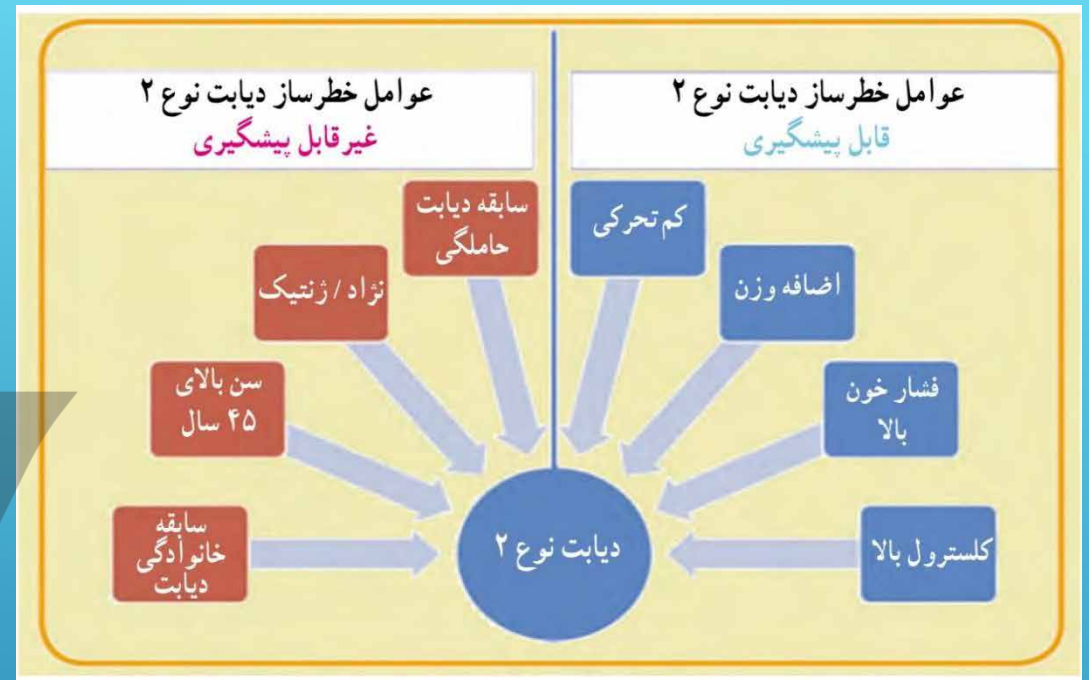 عوامل خطرساز دیابت نوع ۲
قابل پیشگیری
کم تحرکی
اضافه وزن
فشار خون
بالا
کلسترول بالا
عوامل خطرساز دیابت نوع ۲
غیرقابل پیشگیری
سابقه دیابت
حاملگی
نژاد / ژنتیک
سن بالای
۴۵ سال
سابقه
خانوادگی
دیابت
دیابت نوع ۲